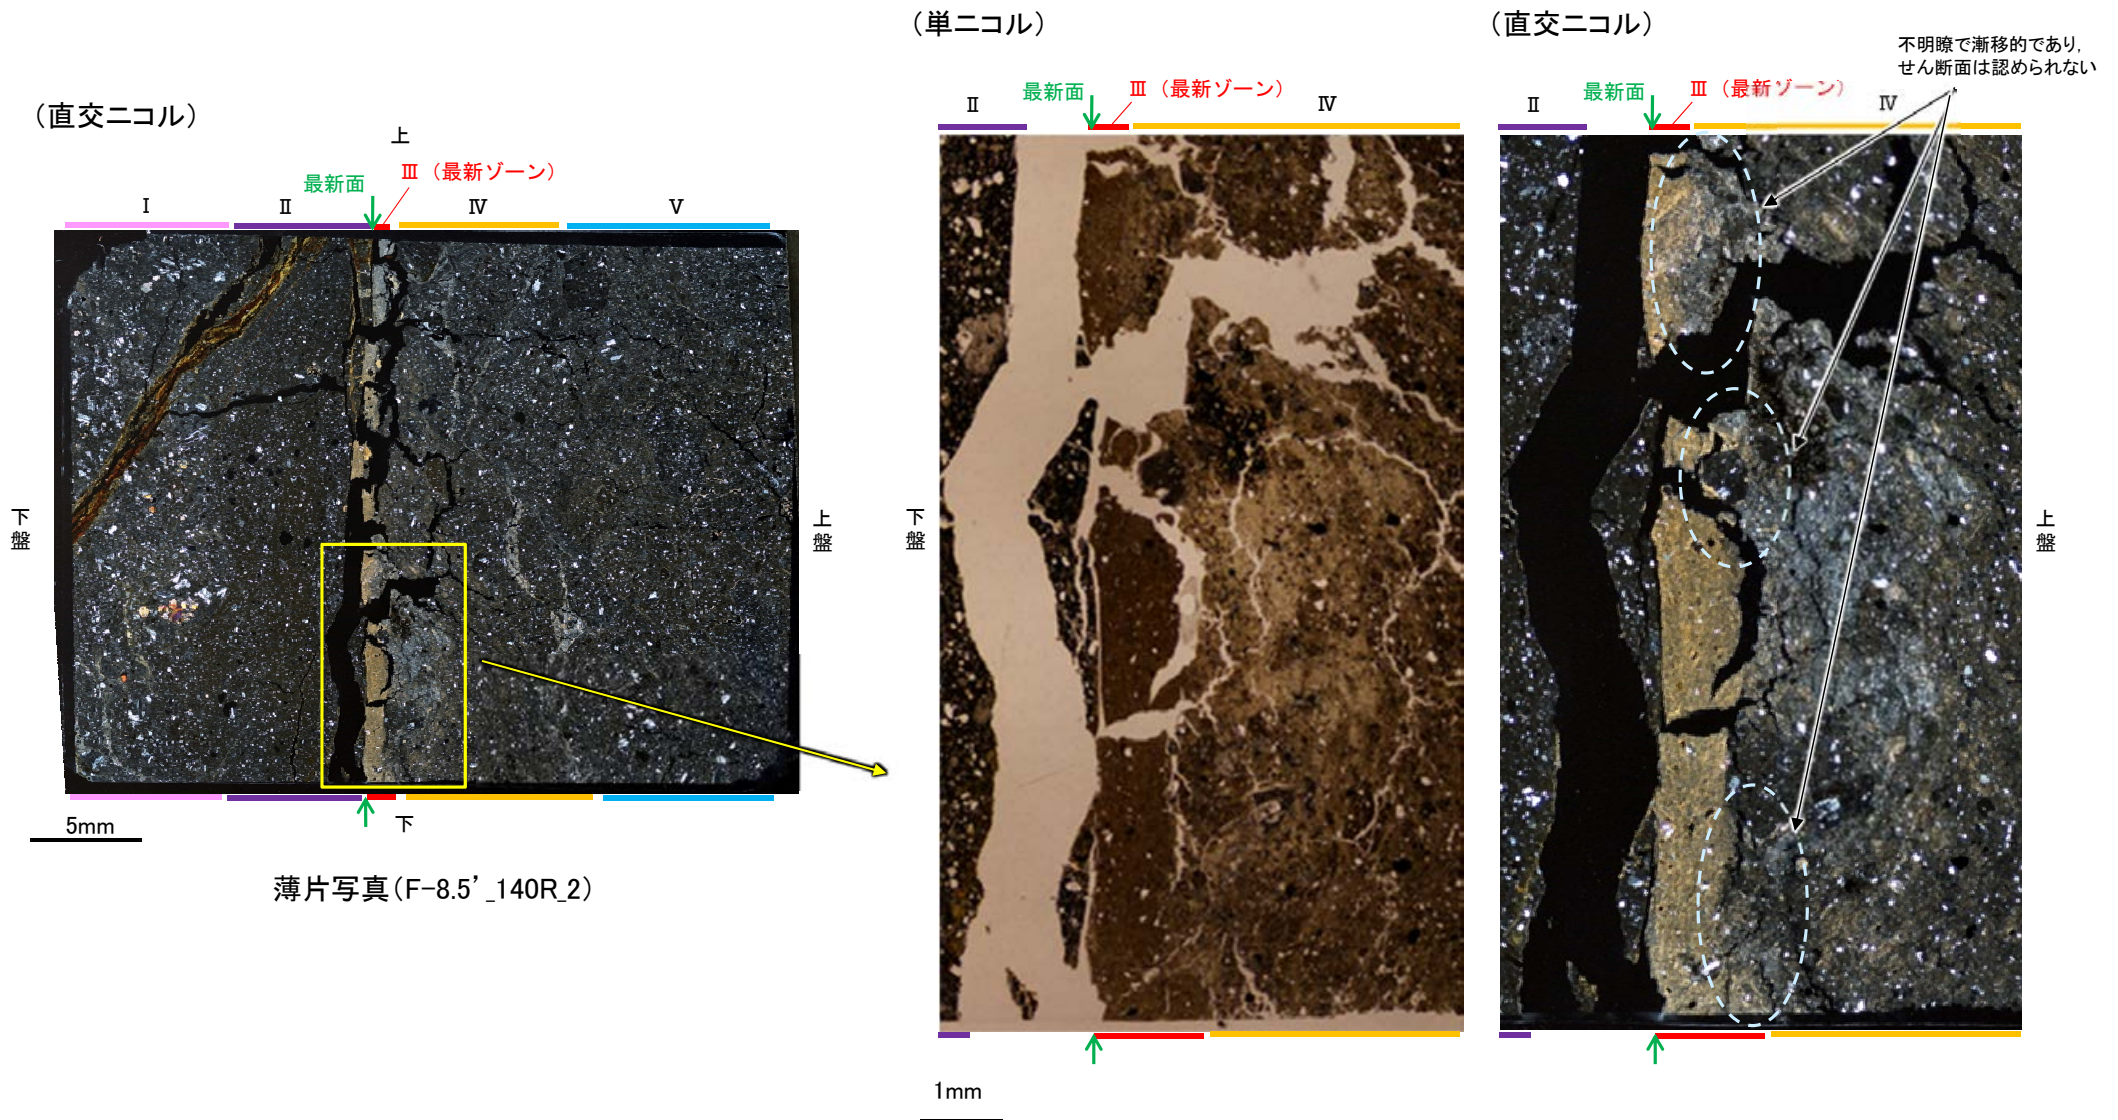 (直交ニコル)
上
最新面
Ⅲ (最新ゾーン)
Ⅰ
Ⅱ
Ⅳ
Ⅴ
下盤
上盤
下
5mm
薄片写真(F-8.5’_140R_2)
(単ニコル)
最新面
Ⅲ (最新ゾーン)
Ⅱ
Ⅳ
下盤
1mm
(直交ニコル)
不明瞭で漸移的であり,
せん断面は認められない
最新面
Ⅲ (最新ゾーン)
Ⅱ
Ⅳ
上盤